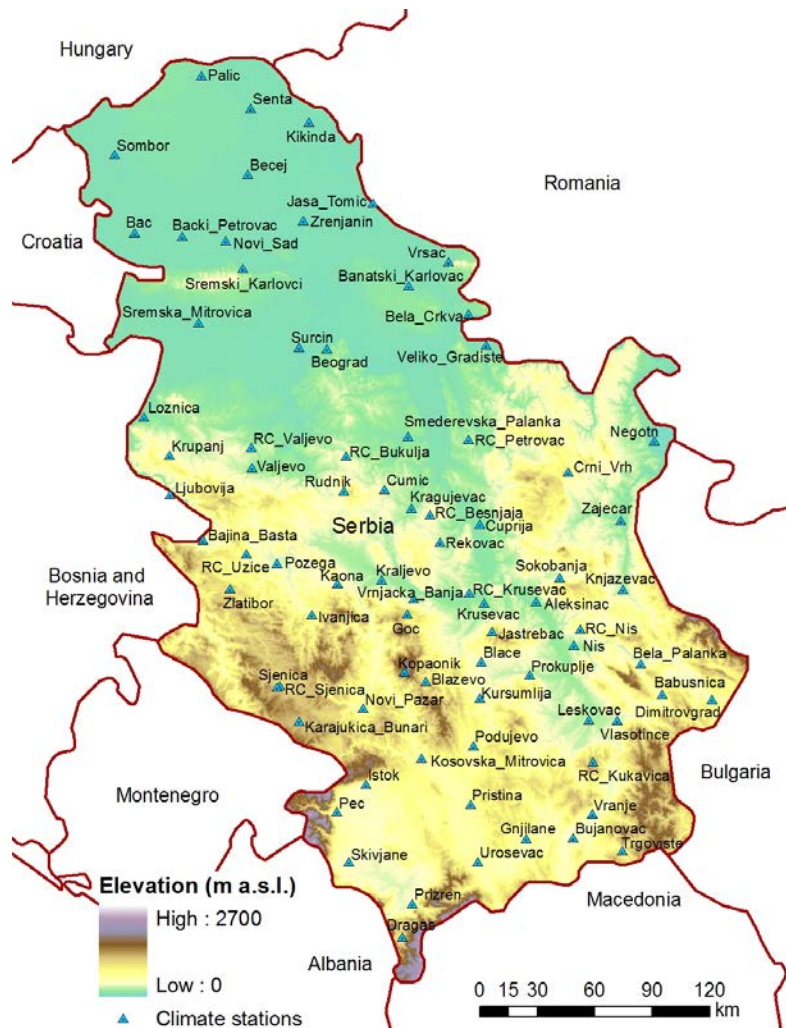 Hungary
Palic
Senta
Kikinda
Sombor
Becej
Romania
Jasa_Tomic
Zrenjanin
Bac
Backi_Petrovac
Novi_Sad
Croatia
Vrsac
Sremski_Karlovci
Banatski_Karlovac
Sremska_Mitrovica
Bela_Crkva
Surcin
Beograd
Veliko_Gradiste
Loznica
Smederevska_Palanka
RC_Petrovac
Negotn
Krupanj
RC_Valjevo
RC_Bukulja
Valjevo
Crni_Vrh
Ljubovija
Rudnik
Cumic
Kragujevac
RC_Besnjaja
Zajecar
Serbia
Cuprija
Bajina_Basta
Rekovac
RC_Uzice
Pozega
Sokobanja
Bosnia and
Herzegovina
Kaona
Kraljevo
Knjazevac
Zlatibor
Vrnjacka_Banja
RC_Krusevac
Krusevac
Aleksinac
Ivanjica
Goc
Jastrebac
RC_Nis
Nis
Blace
Bela_Palanka
Sjenica
RC_Sjenica
Kopaonik
Blazevo
Prokuplje
Babusnica
Novi_Pazar
Kursumlija
Dimitrovgrad
Karajukica_Bunari
Leskovac
Vlasotince
Podujevo
Kosovska_Mitrovica
RC_Kukavica
Bulgaria
Montenegro
Istok
Pec
Pristina
Vranje
Gnjilane
Bujanovac
Skivjane
Urosevac
Trgoviste
Elevation (m a.s.l.)
High : 2700
Low : 0
Climate stations
Prizren
Dragas
Macedonia
Albania
0 15 30 60 90 120
km